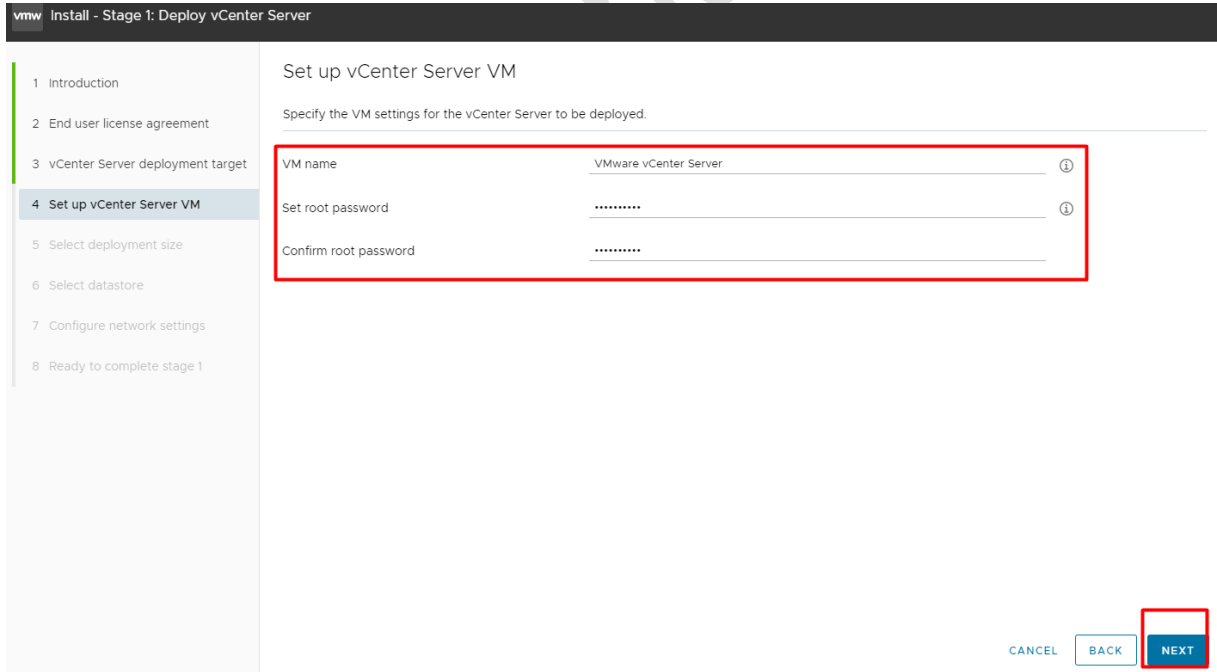 vmw Install - Stage 1: Deploy vCenter Server
1 Introduction
2 End user license agreement
3 vCenter Server deployment target
4 Set up vCenter Server VM
5 Select deployment size
6 Select datastore
7 Configure network settings
8 Ready to complete stage 1
Set up vCenter Server VM
Specify the VM settings for the vCenter Server to be deployed.
VM name VMware vCenter Server
Set root password ··········
Confirm root password ··········
CANCEL BACK NEXT